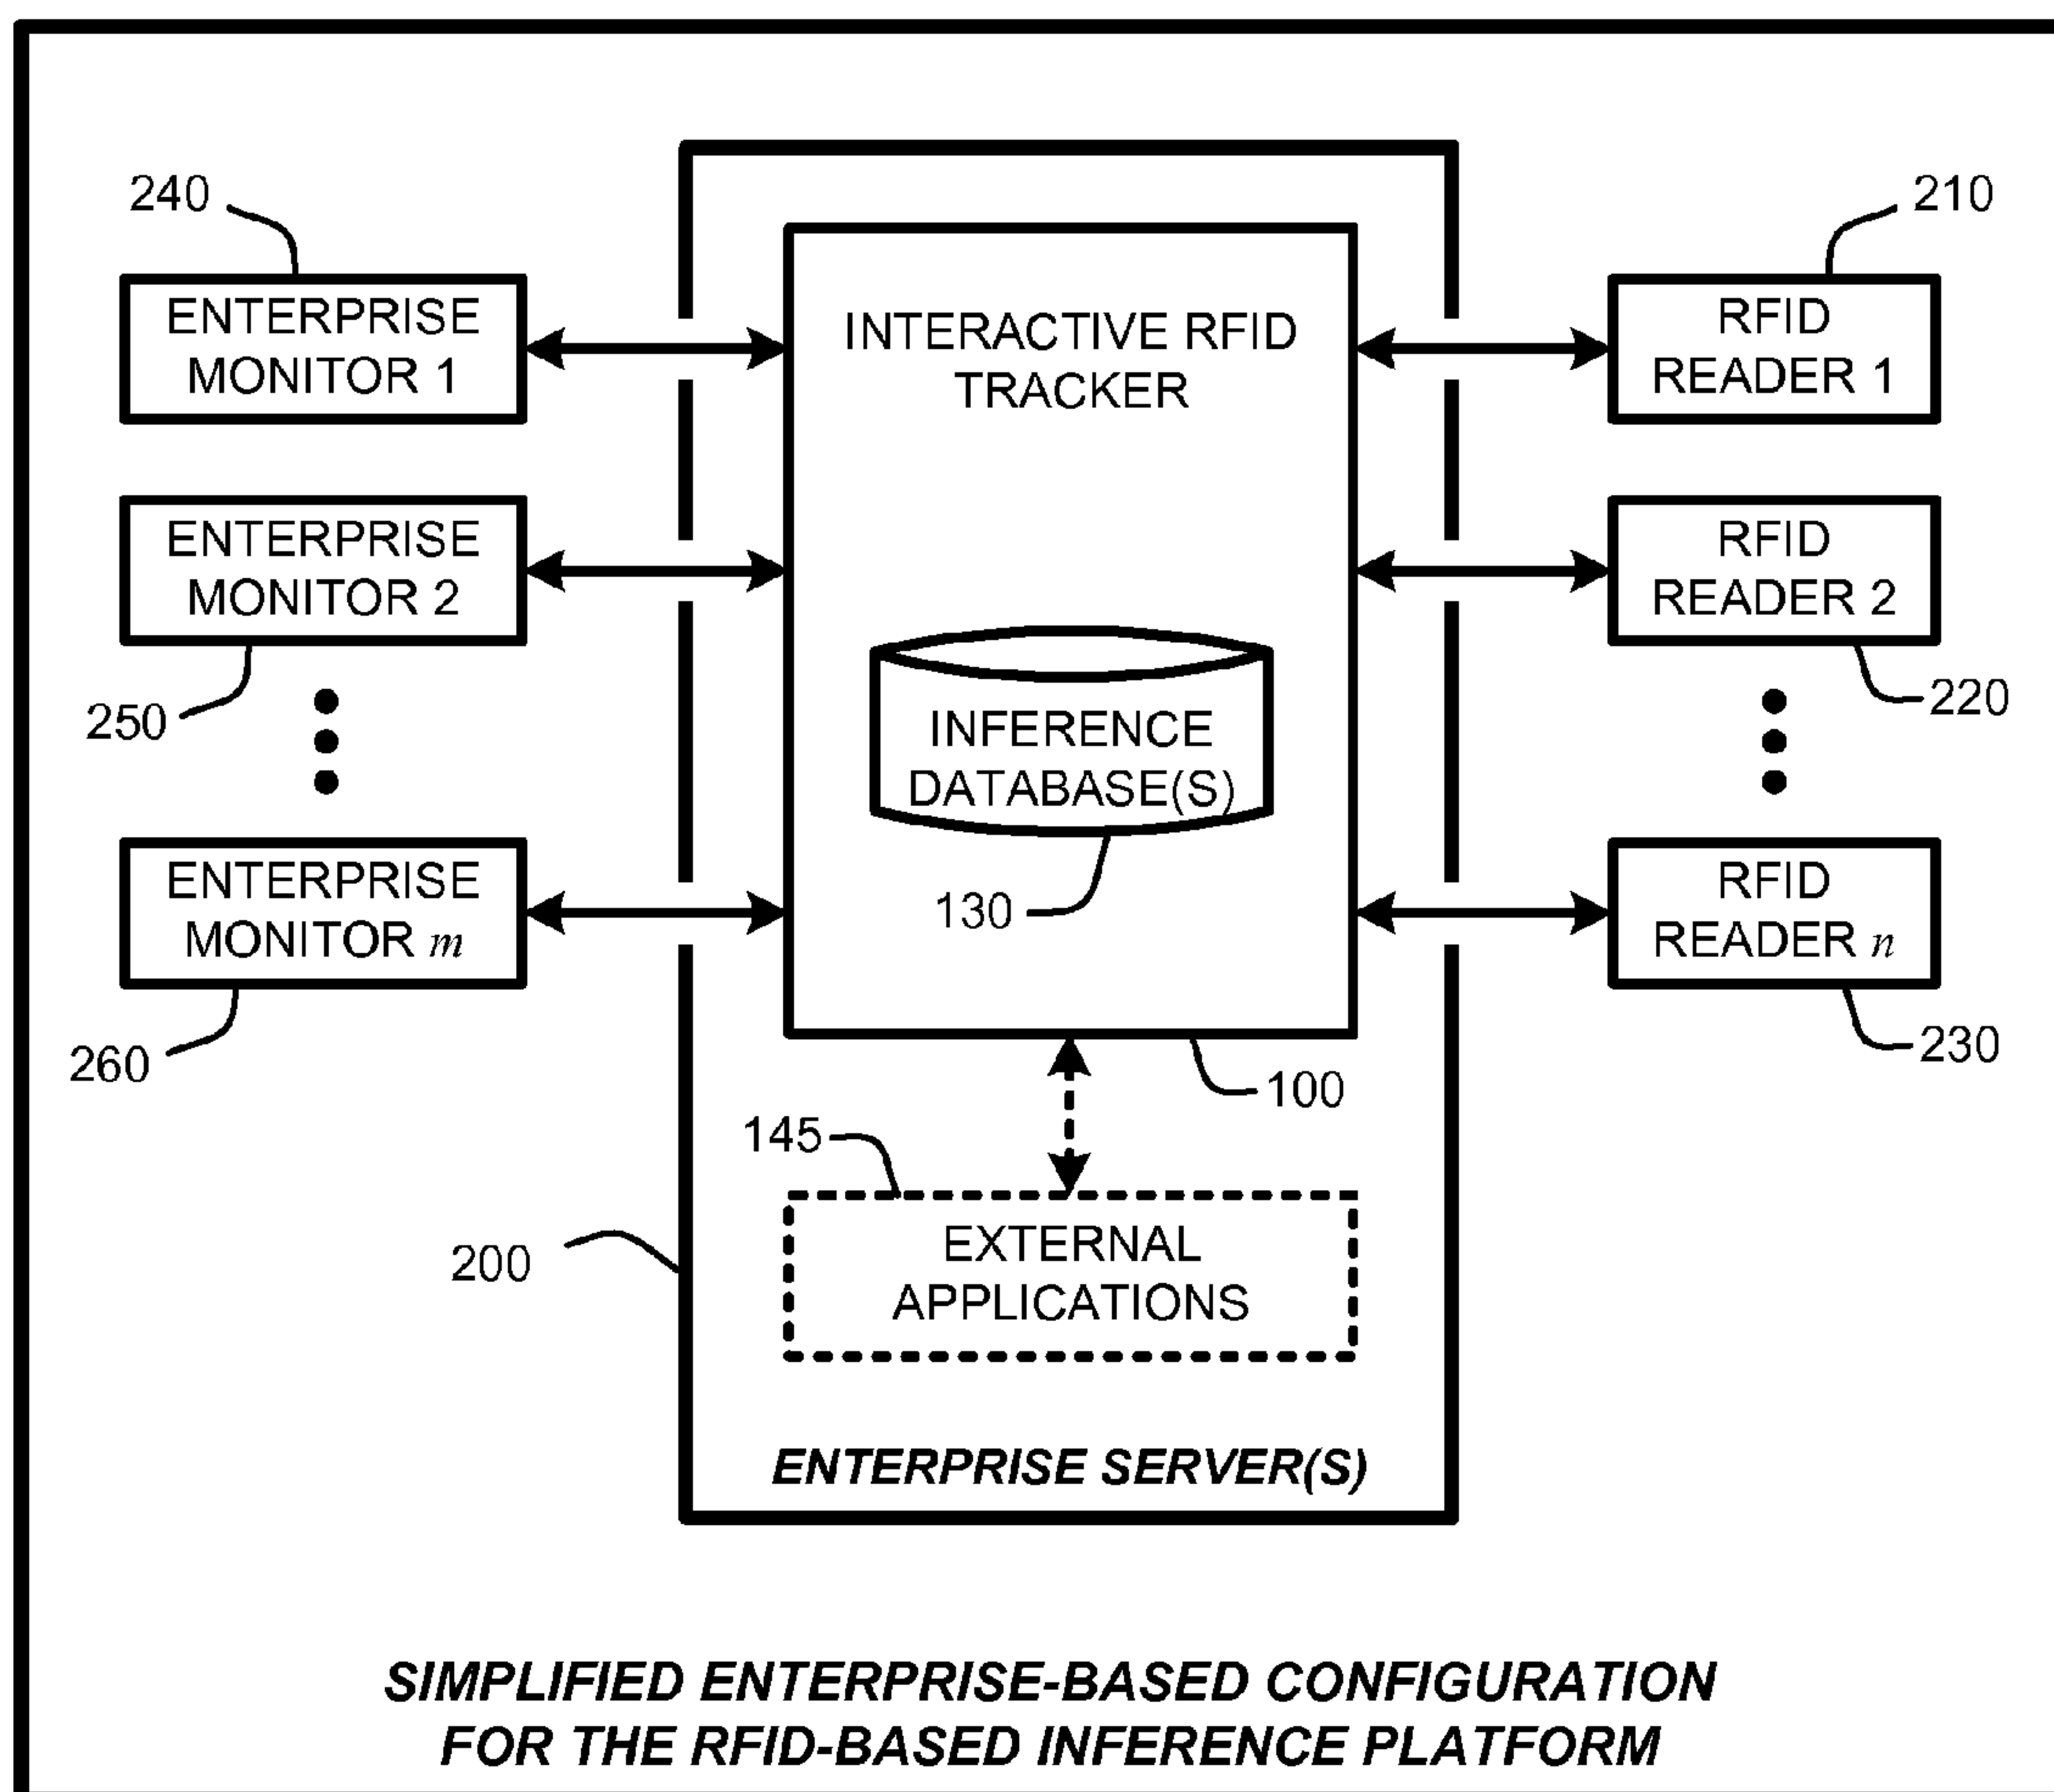 240
210
ENTERPRISE
MONITOR 1
INTERACTIVE RFID
TRACKER
RFID
READER 1
ENTERPRISE
MONITOR 2
RFID
READER 2
250
220
INFERENCE
DATABASE(S)
130
ENTERPRISE
MONITOR m
RFID
READER n
260
230
100
145
200
EXTERNAL
APPLICATIONS
ENTERPRISE SERVER(S)
SIMPLIFIED ENTERPRISE-BASED CONFIGURATION
FOR THE RFID-BASED INFERENCE PLATFORM